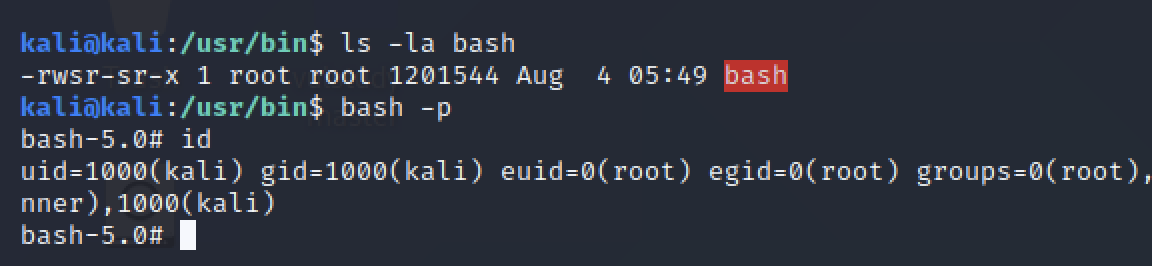 kali@kali:/usr/bin$ ls -la bash
-rwsr-sr-x 1 root root 1201544 Aug  4 05:49 bash
kali@kali:/usr/bin$ bash -p
bash-5.0# id
uid=1000(kali) gid=1000(kali) euid=0(root) egid=0(root) groups=0(root),
nner),1000(kali)
bash-5.0#